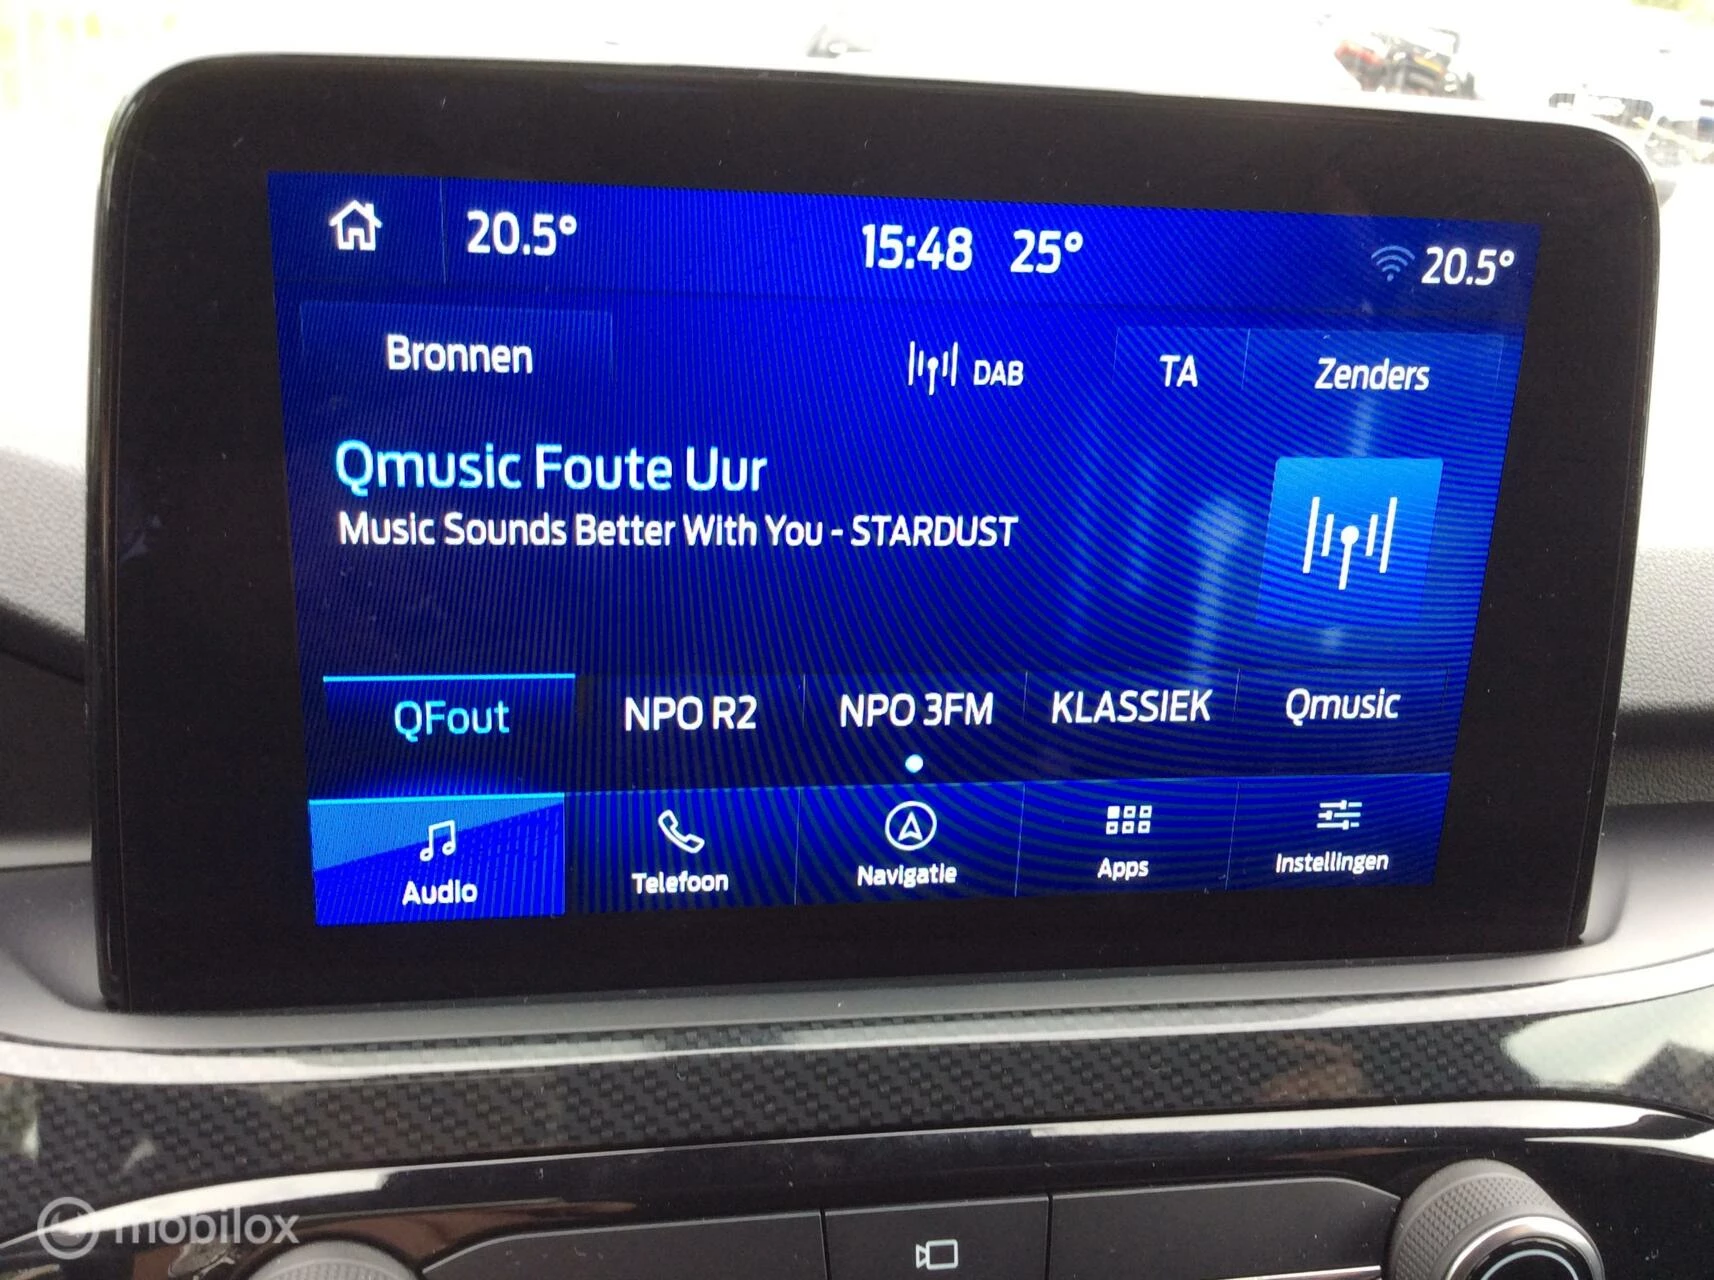 20.5° 15:48 25° 20.5°
Bronnen DAB TA Zenders
Qmusic Foute Uur
Music Sounds Better With You - STARDUST
QFout NPO R2 NPO 3FM KLASSIEK Qmusic
Audio Telefoon Navigatie Apps Instellingen
mobilox